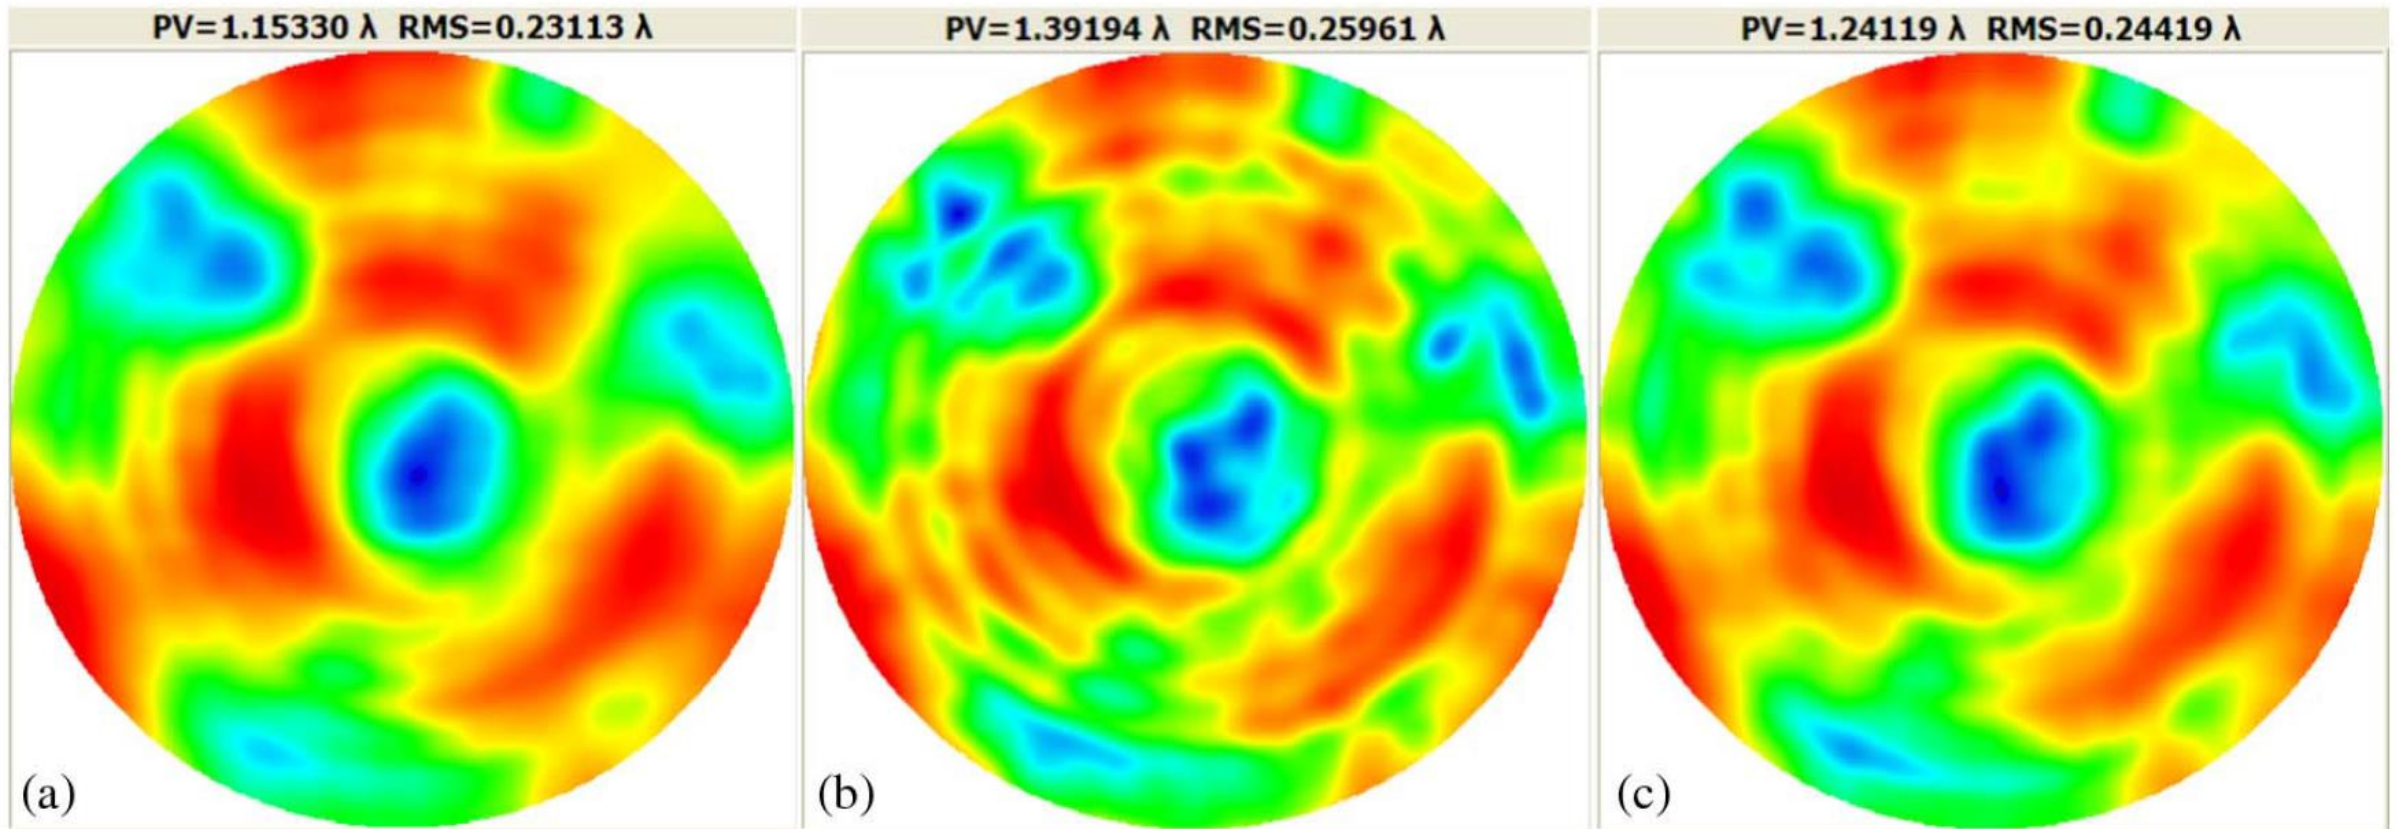 PV=1.15330 λ RMS=0.23113 λ
PV=1.39194 λ RMS=0.25961 λ
PV=1.24119 λ RMS=0.24419 λ
(a)
(b)
(c)